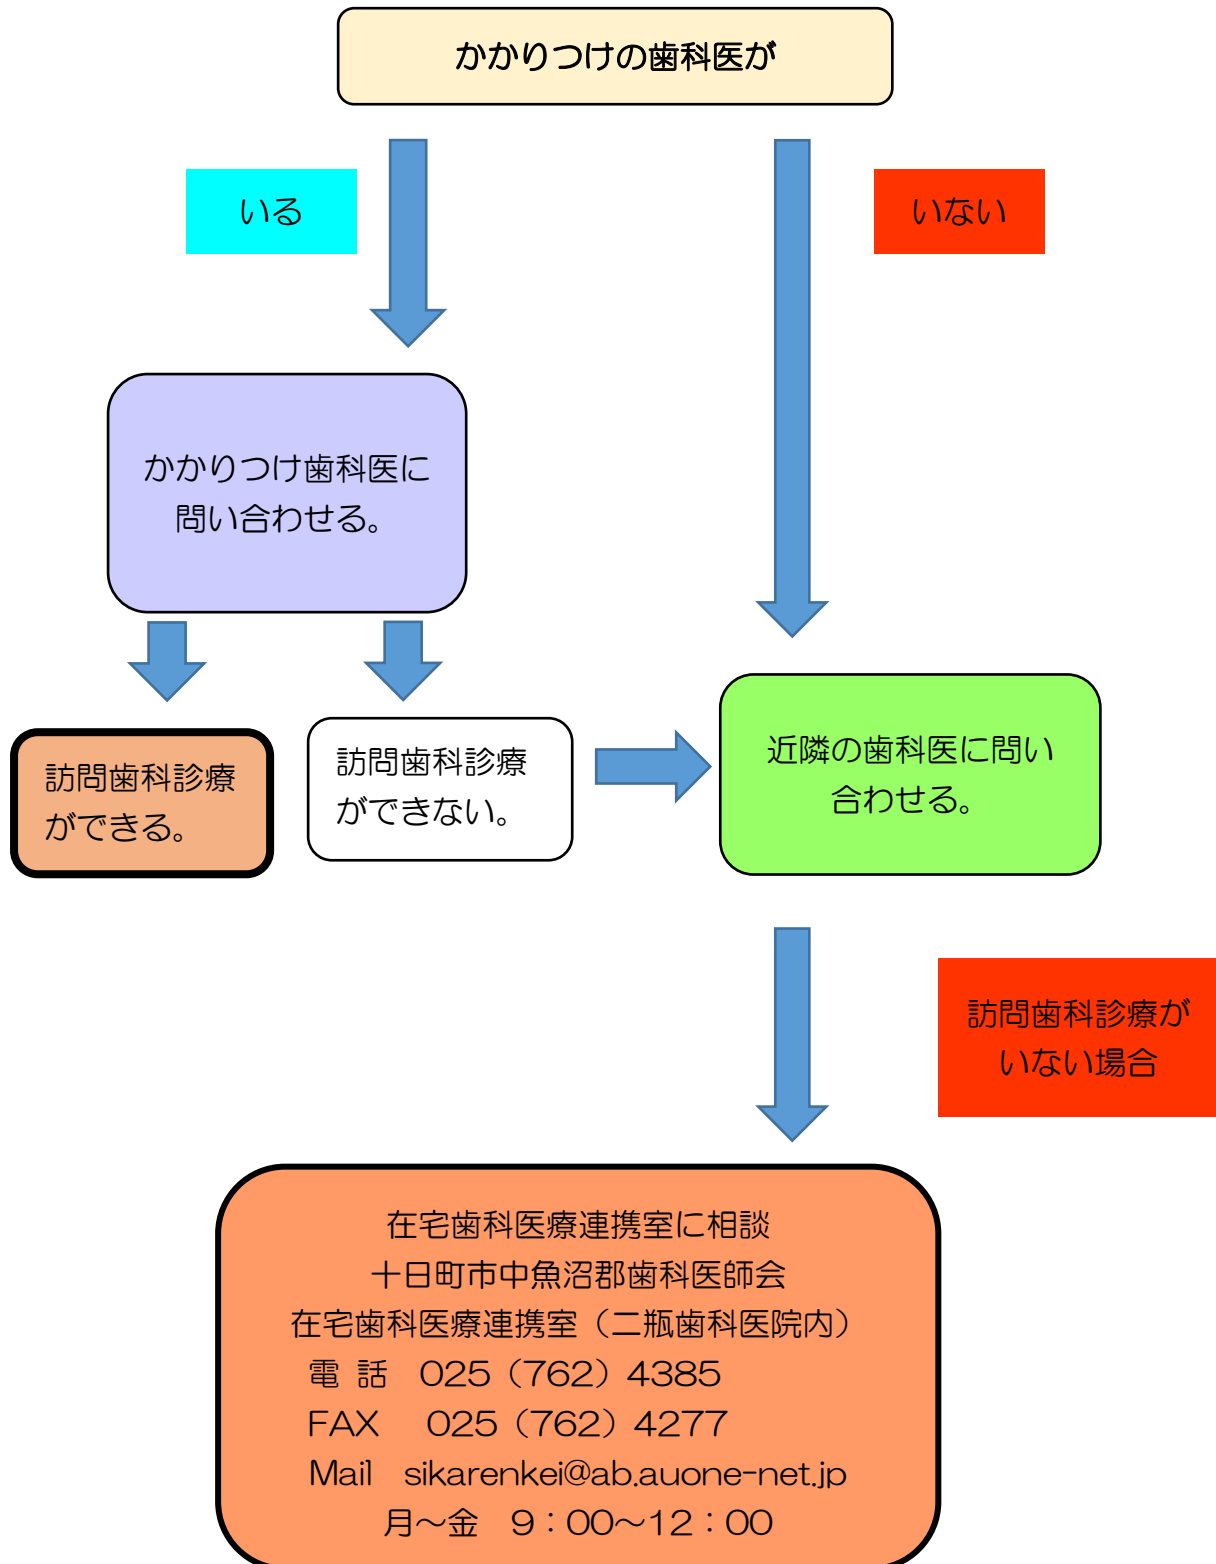 かかりつけの歯科医が
いる
いない
かかりつけ歯科医に
問い合わせる。
訪問歯科診療
ができる。
訪問歯科診療
ができない。
近隣の歯科医に問い
合わせる。
訪問歯科診療が
いない場合
在宅歯科医療連携室に相談
十日町市中魚沼郡歯科医師会
在宅歯科医療連携室（二瓶歯科医院内）
電 話　025（762）4385
FAX　025（762）4277
Mail　sikarenkei@ab.auone-net.jp
月～金　9：00～12：00